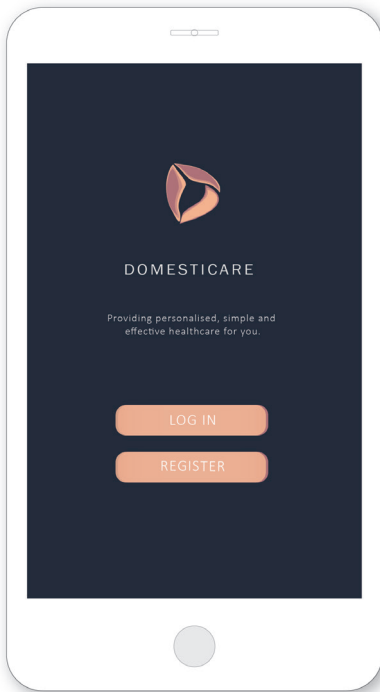 DOMESTICARE
Providing personalised, simple and
effective healthcare for you.
LOG IN
REGISTER